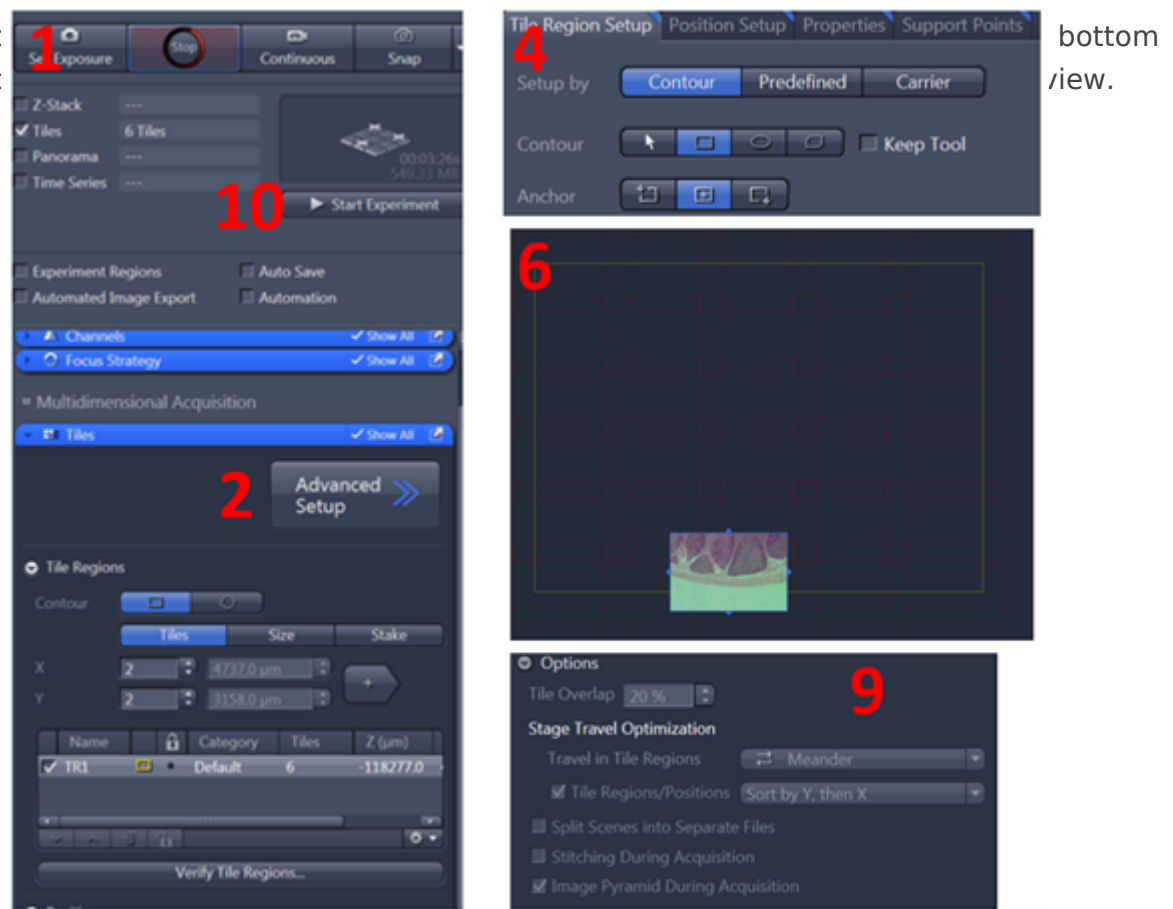 1
Set Exposure
Stop
Continuous
Snap
Z-Stack ---
Tiles 6 Tiles
Panorama ---
Time Series ---
00:03:26s
549.33 MB
10
Start Experiment
Experiment Regions
Auto Save
Automated Image Export
Automation
Channels Show All
Focus Strategy Show All
Multidimensional Acquisition
Tiles Show All
2
Advanced
Setup
Tile Regions
Contour
Tiles Size Stake
X 2 4737.0 µm
+
Y 2 3158.0 µm
Name Category Tiles Z (µm)
TR1 Default 6 -118277.0
Verify Tile Regions...
Tile Region Setup Position Setup Properties Support Points
4
Setup by Contour Predefined Carrier
Contour Keep Tool
Anchor
bottom
view.
6
Options
9
Tile Overlap 20 %
Stage Travel Optimization
Travel in Tile Regions Meander
Tile Regions/Positions Sort by Y, then X
Split Scenes into Separate Files
Stitching During Acquisition
Image Pyramid During Acquisition